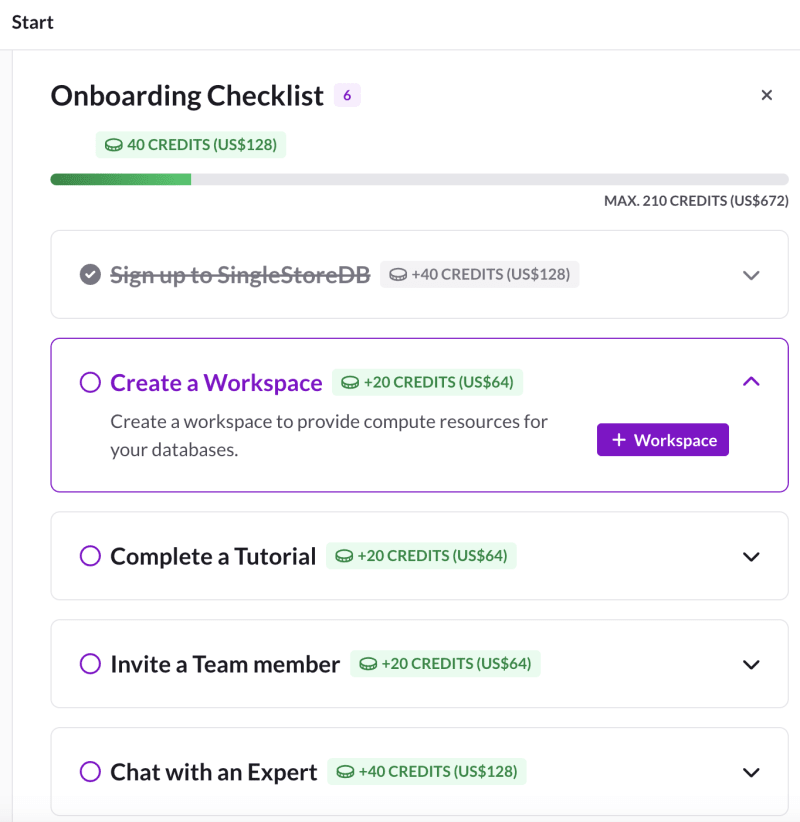 Start
Onboarding Checklist 6
40 CREDITS (US$128)
MAX. 210 CREDITS (US$672)
Sign up to SingleStoreDB +40 CREDITS (US$128)
Create a Workspace +20 CREDITS (US$64)
Create a workspace to provide compute resources for
your databases.
+ Workspace
Complete a Tutorial +20 CREDITS (US$64)
Invite a Team member +20 CREDITS (US$64)
Chat with an Expert +40 CREDITS (US$128)